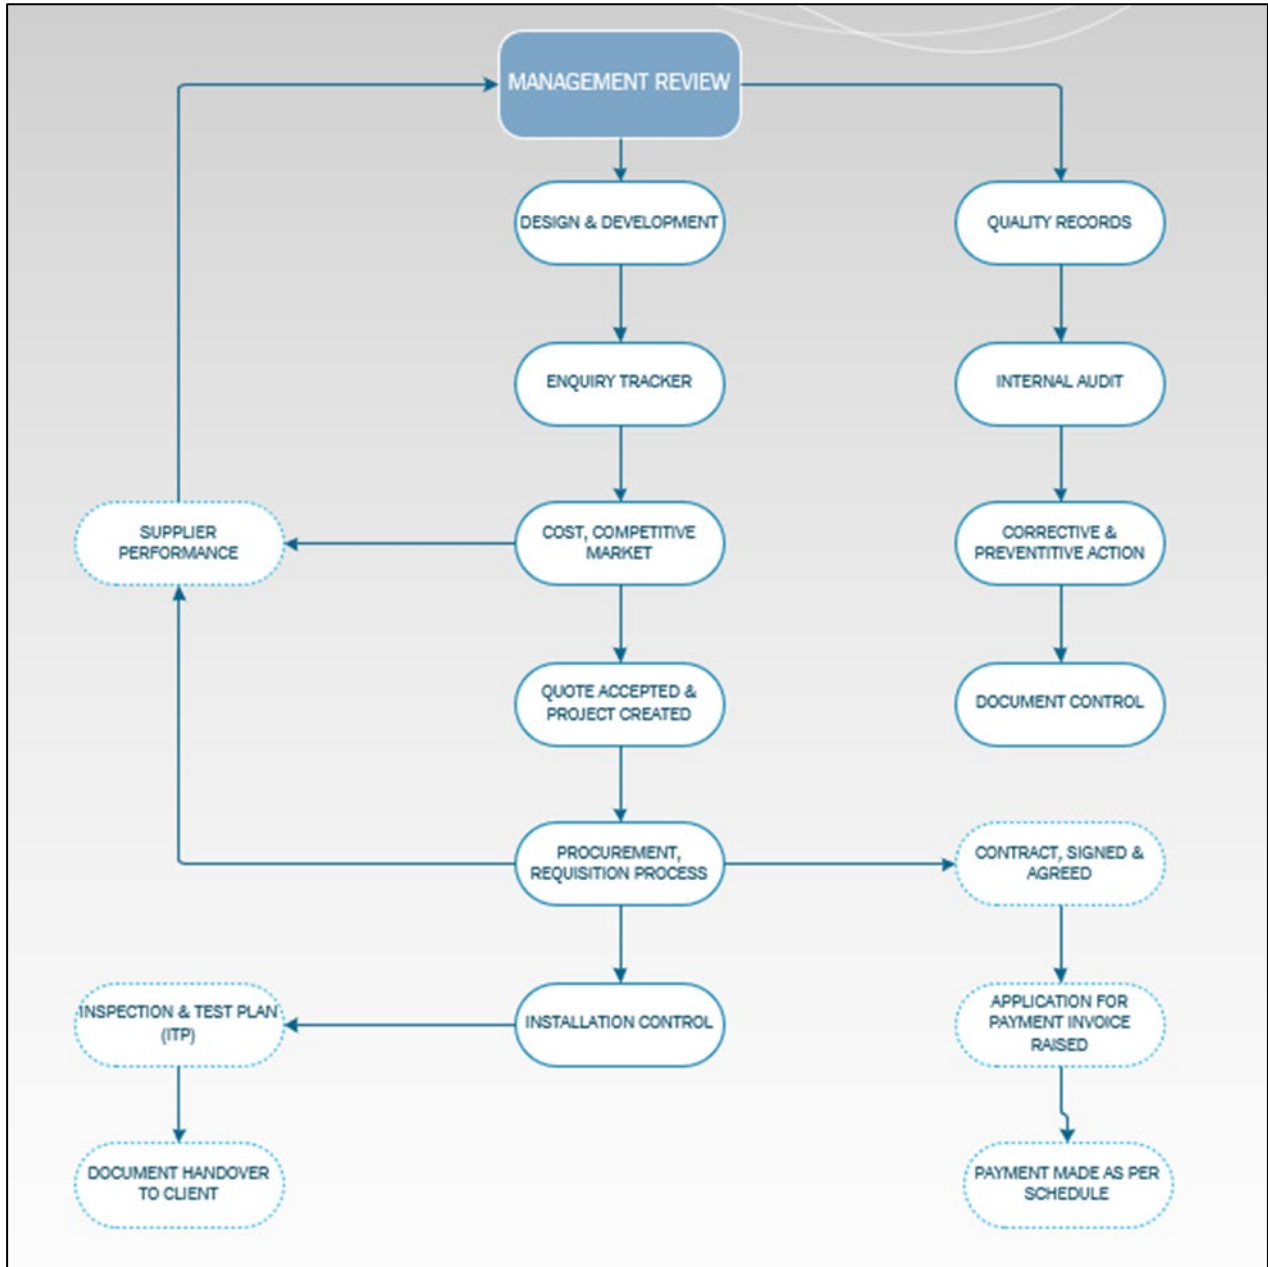 MANAGEMENT REVIEW
DESIGN & DEVELOPMENT
QUALITY RECORDS
ENQUIRY TRACKER
INTERNAL AUDIT
SUPPLIER
PERFORMANCE
COST, COMPETITIVE
MARKET
CORRECTIVE &
PREVENTITIVE ACTION
QUOTE ACCEPTED &
PROJECT CREATED
DOCUMENT CONTROL
PROCUREMENT,
REQUISITION PROCESS
CONTRACT, SIGNED &
AGREED
INSPECTION & TEST PLAN
(ITP)
INSTALLATION CONTROL
APPLICATION FOR
PAYMENT INVOICE
RAISED
DOCUMENT HANDOVER
TO CLIENT
PAYMENT MADE AS PER
SCHEDULE